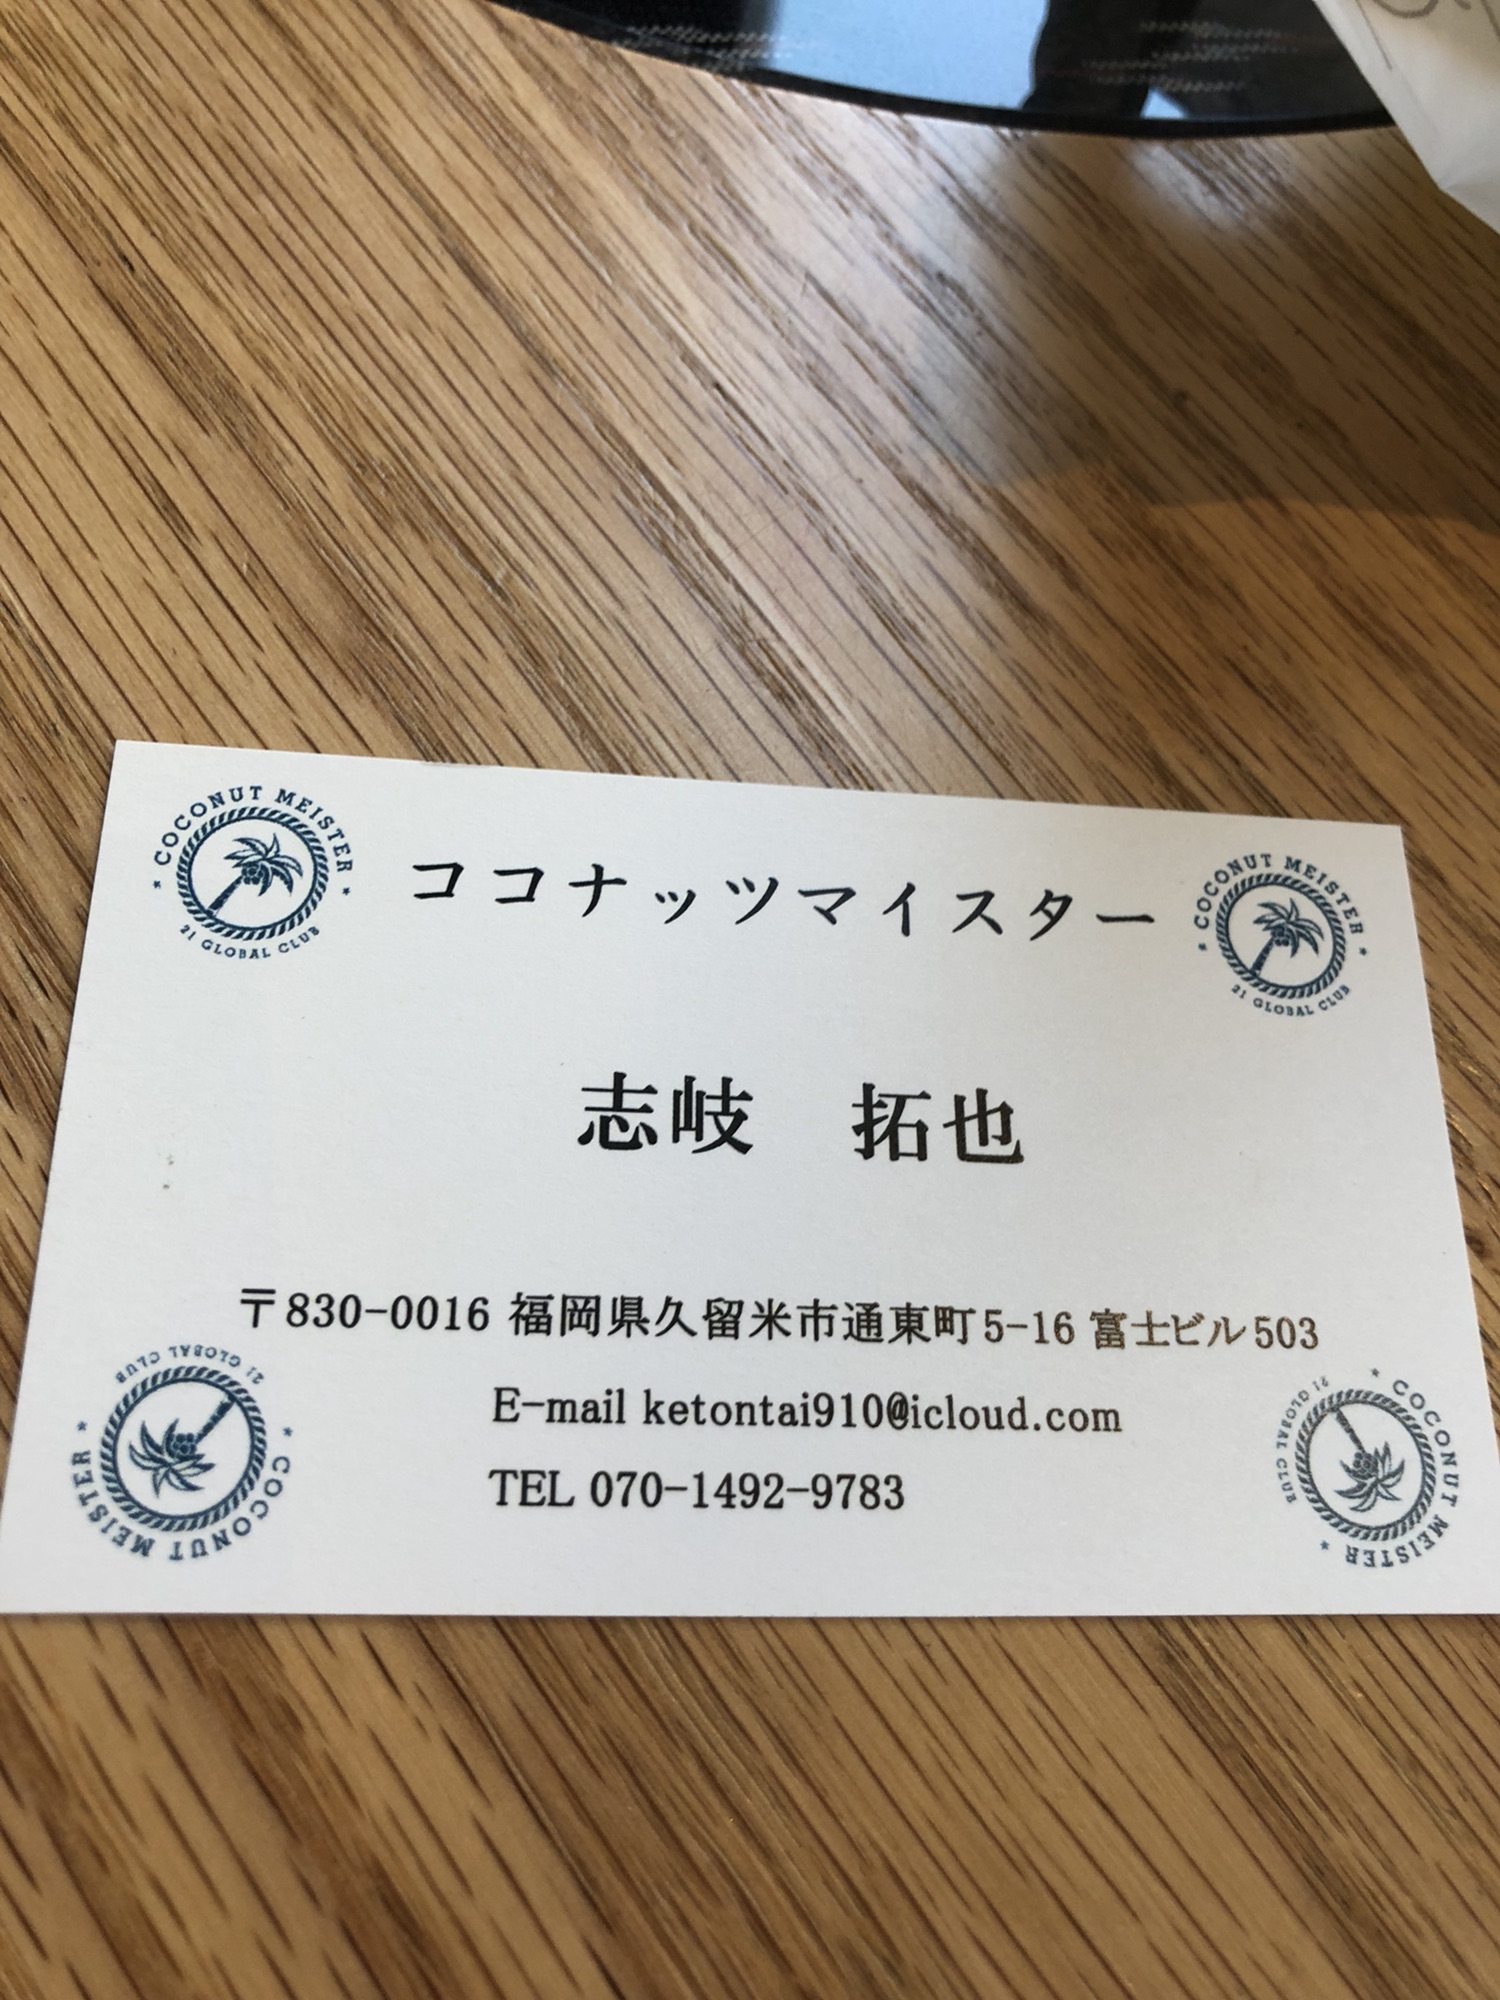 COCONUT MEISTER
21 GLOBAL CLUB
ココナッツマイスター
COCONUT MEISTER
21 GLOBAL CLUB
志岐 拓也
〒830-0016 福岡県久留米市通東町5-16 富士ビル503
E-mail ketontai910@icloud.com
TEL 070-1492-9783
COCONUT MEISTER
21 GLOBAL CLUB
COCONUT MEISTER
21 GLOBAL CLUB